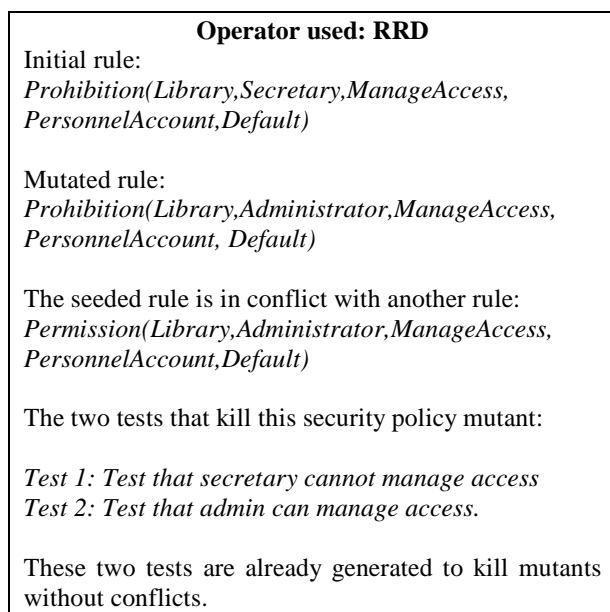 Operator used: RRD
Initial rule:
Prohibition(Library,Secretary,ManageAccess,
PersonnelAccount,Default)
Mutated rule:
Prohibition(Library,Administrator,ManageAccess,
PersonnelAccount, Default)
The seeded rule is in conflict with another rule:
Permission(Library,Administrator,ManageAccess,
PersonnelAccount,Default)
The two tests that kill this security policy mutant:
Test 1: Test that secretary cannot manage access
Test 2: Test that admin can manage access.
These two tests are already generated to kill mutants
without conflicts.